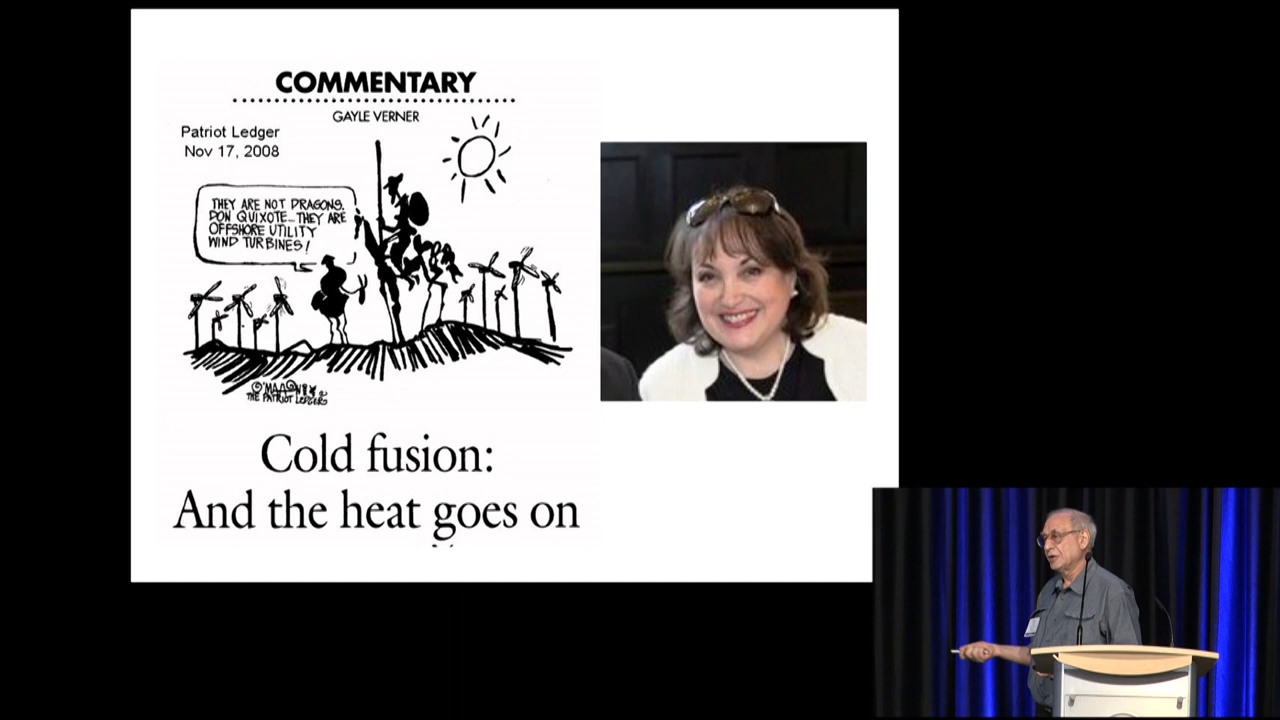 COMMENTARY
GAYLE VERNER
Patriot Ledger
Nov 17, 2008
THEY ARE NOT DRAGONS.
DON QUIXOTE...THEY ARE
OFFSHORE UTILITY
WIND TURBINES!
THE PATRIOT LEDGER
Cold fusion:
And the heat goes on